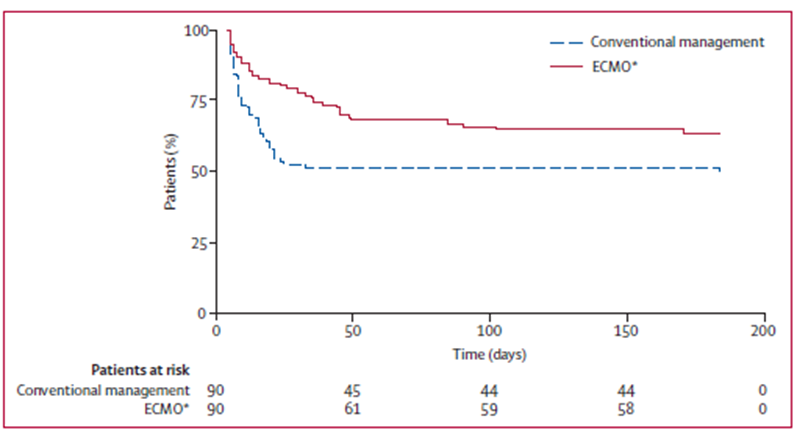 100
75
50
25
0
Patients (%)
Conventional management
ECMO*
0 50 100 150 200
Time (days)
Patients at risk
Conventional management 90 45 44 44 0
ECMO* 90 61 59 58 0